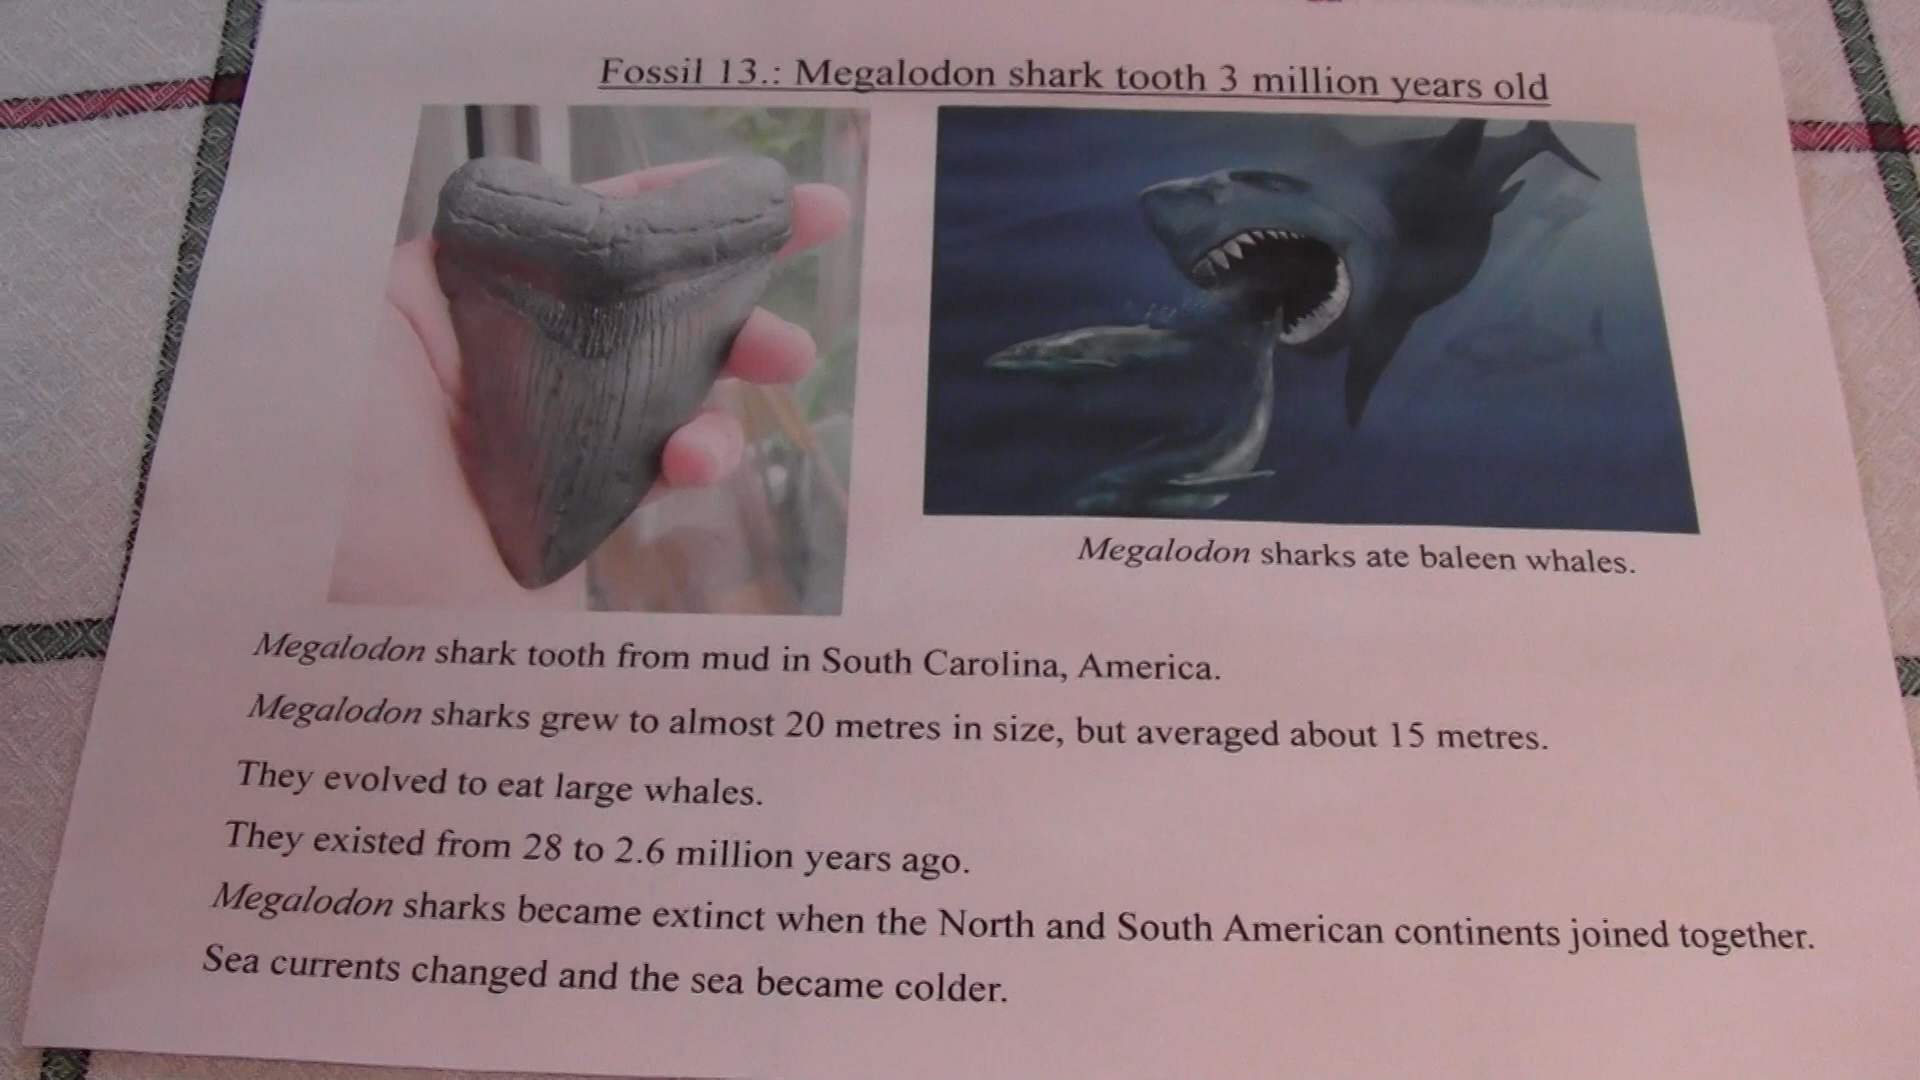 Fossil 13.: Megalodon shark tooth 3 million years old
Megalodon sharks ate baleen whales.
Megalodon shark tooth from mud in South Carolina, America.
Megalodon sharks grew to almost 20 metres in size, but averaged about 15 metres.
They evolved to eat large whales.
They existed from 28 to 2.6 million years ago.
Megalodon sharks became extinct when the North and South American continents joined together.
Sea currents changed and the sea became colder.